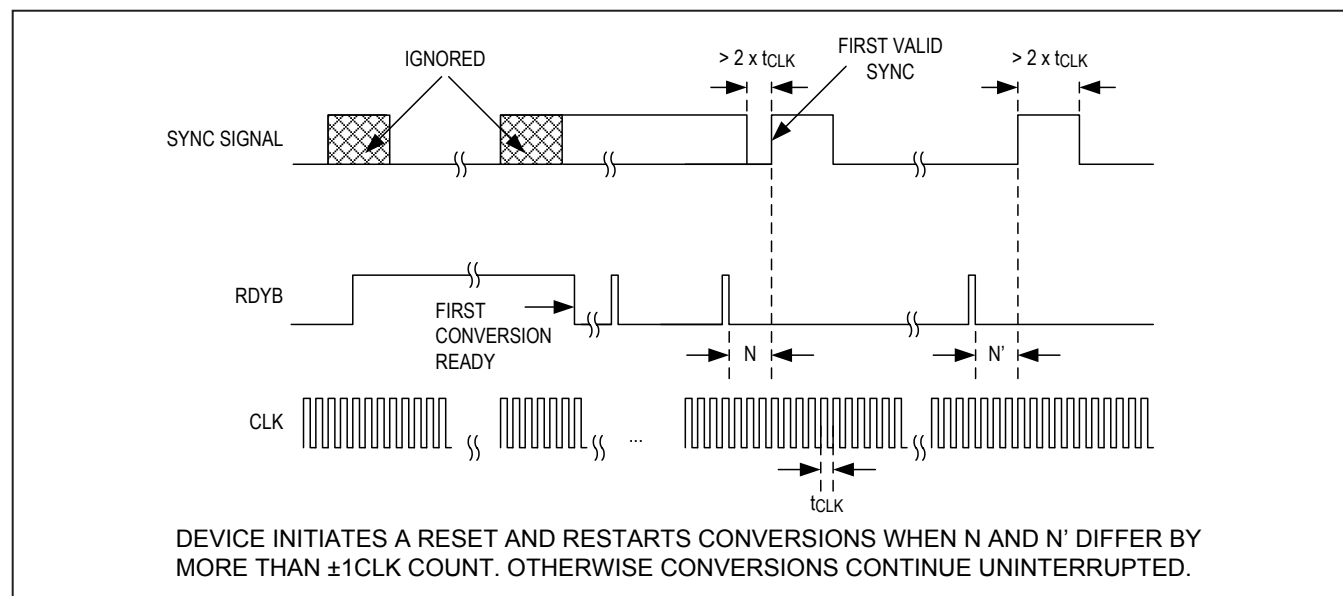 IGNORED
> 2 x tCLK
FIRST VALID
SYNC
> 2 x tCLK
SYNC SIGNAL
RDYB
FIRST
CONVERSION
READY
N
N’
CLK
...
tCLK
DEVICE INITIATES A RESET AND RESTARTS CONVERSIONS WHEN N AND N’ DIFFER BY
MORE THAN ±1CLK COUNT. OTHERWISE CONVERSIONS CONTINUE UNINTERRUPTED.